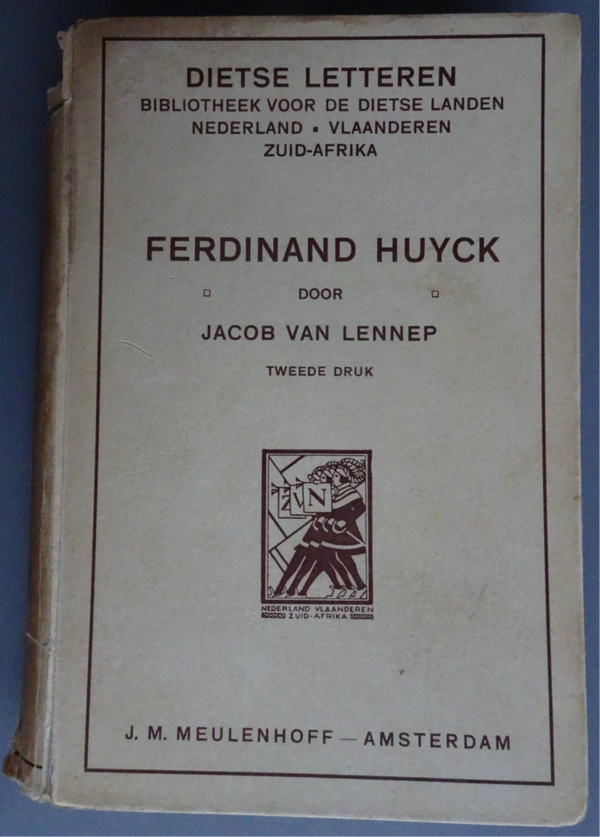 DIETSE LETTEREN
BIBLIOTHEEK VOOR DE DIETSE LANDEN
NEDERLAND ▪ VLAANDEREN
ZUID-AFRIKA
FERDINAND HUYCK
DOOR
JACOB VAN LENNEP
TWEEDE DRUK
Z V N
NEDERLAND VLAANDEREN
ZUID-AFRIKA
J. M. MEULENHOFF — AMSTERDAM